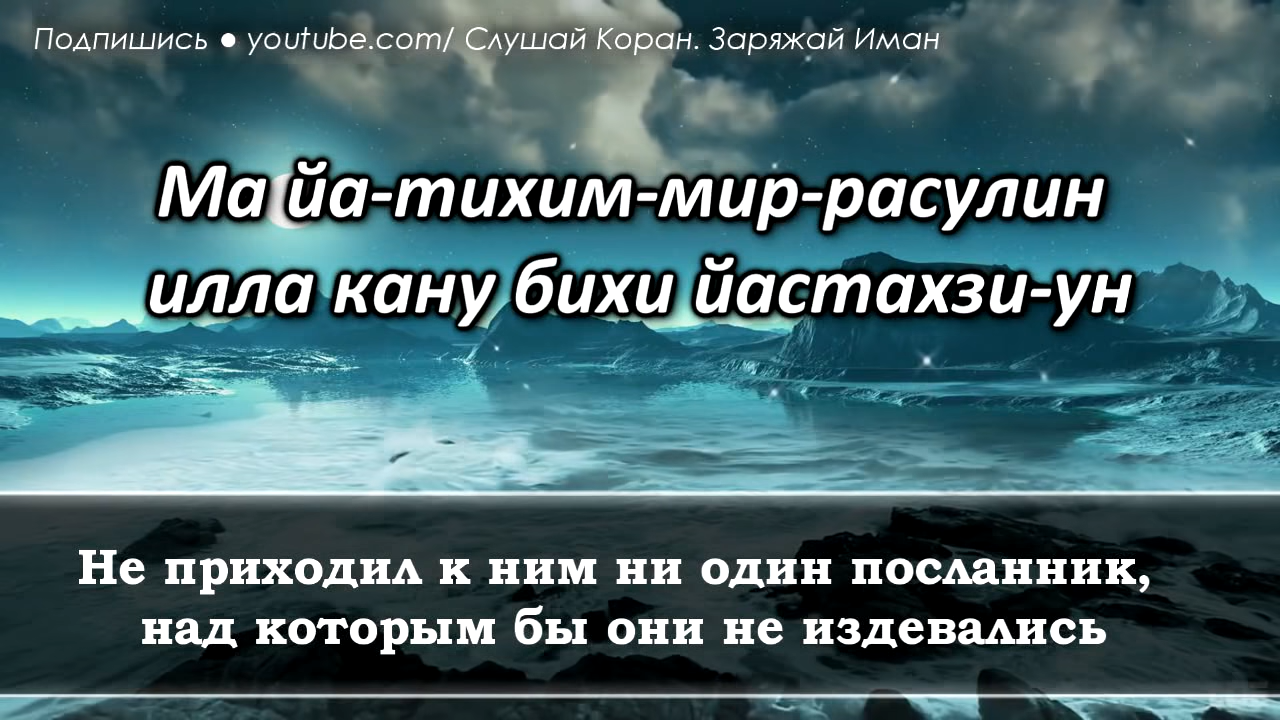 Подпишись ● youtube.com/ Слушай Коран. Заряжай Иман
Ма йа-тихим-мир-расулин
илла кану бихи йастахзи-ун
Не приходил к ним ни один посланник,
над которым бы они не издевались